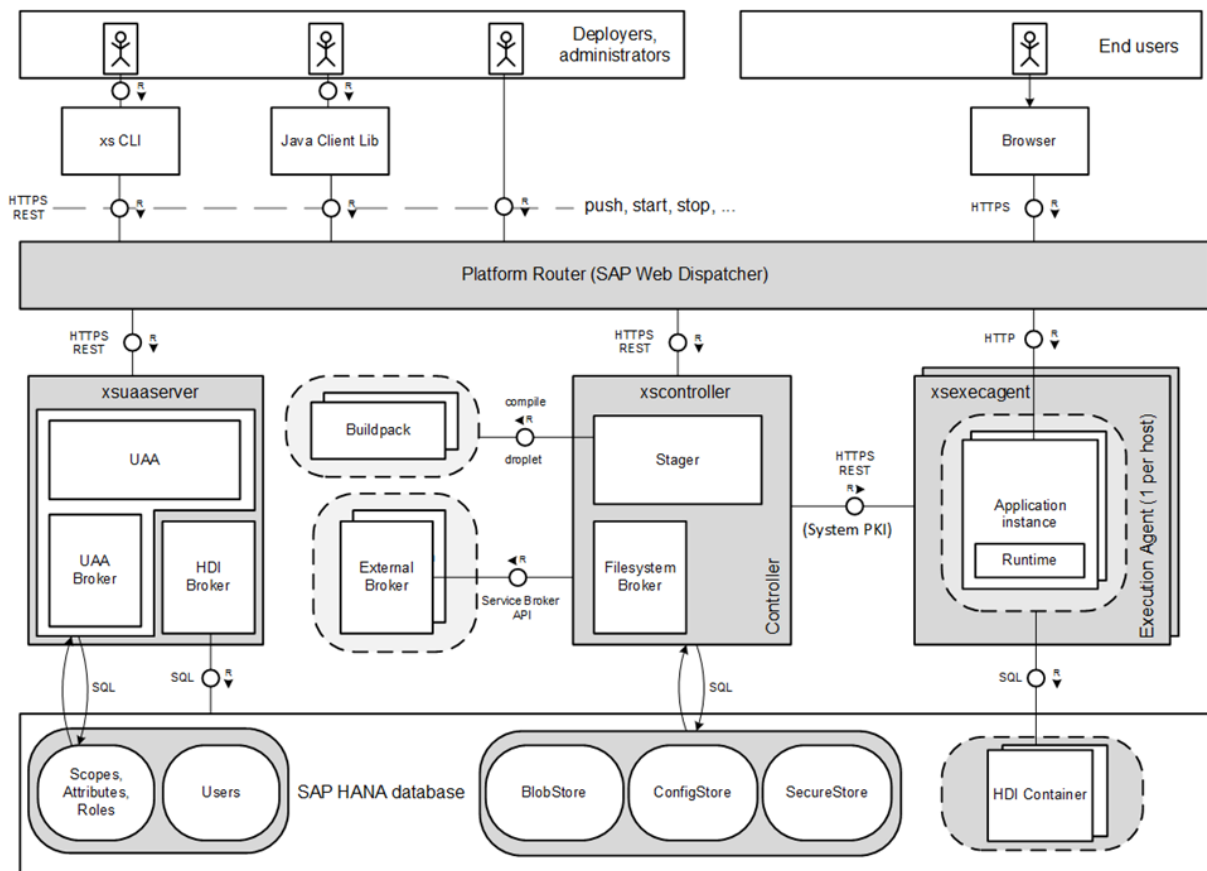 Deployers,
administrators
End users
R
R
xs CLI
Java Client Lib
Browser
HTTPS
REST
R
R
R
push, start, stop, ...
HTTPS
R
Platform Router (SAP Web Dispatcher)
HTTPS
REST
R
HTTPS
REST
R
HTTP
R
xsuaaserver
UAA
UAA
Broker
HDI
Broker
Buildpack
compile
R
droplet
External
Broker
R
Service Broker
API
xscontroller
Stager
Filesystem
Broker
Controller
HTTPS
REST
R
(System PKI)
xsexecagent
Application
instance
Runtime
Execution Agent (1 per host)
SQL
SQL
R
SQL
SQL
R
Scopes,
Attributes,
Roles
Users
SAP HANA database
BlobStore
ConfigStore
SecureStore
HDI Container